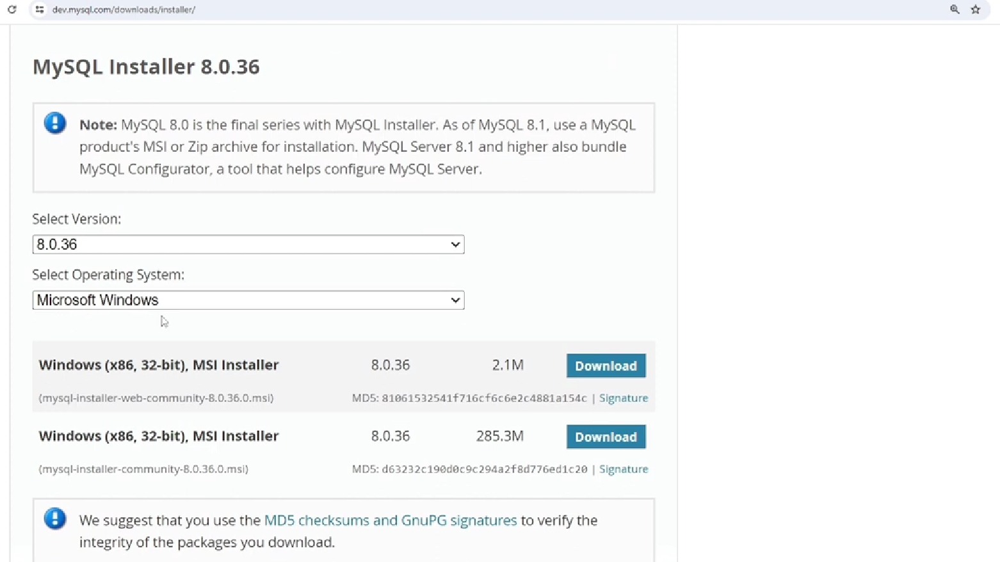 dev.mysql.com/downloads/installer/
MySQL Installer 8.0.36
Note: MySQL 8.0 is the final series with MySQL Installer. As of MySQL 8.1, use a MySQL
product's MSI or Zip archive for installation. MySQL Server 8.1 and higher also bundle
MySQL Configurator, a tool that helps configure MySQL Server.
Select Version:
8.0.36
Select Operating System:
Microsoft Windows
Windows (x86, 32-bit), MSI Installer 8.0.36 2.1M Download
(mysql-installer-web-community-8.0.36.0.msi) MD5: 81061532541f716cf6c6e2c4881a154c | Signature
Windows (x86, 32-bit), MSI Installer 8.0.36 285.3M Download
(mysql-installer-community-8.0.36.0.msi) MD5: d63232c190d0c9c294a2f8d776ed1c20 | Signature
We suggest that you use the MD5 checksums and GnuPG signatures to verify the
integrity of the packages you download.